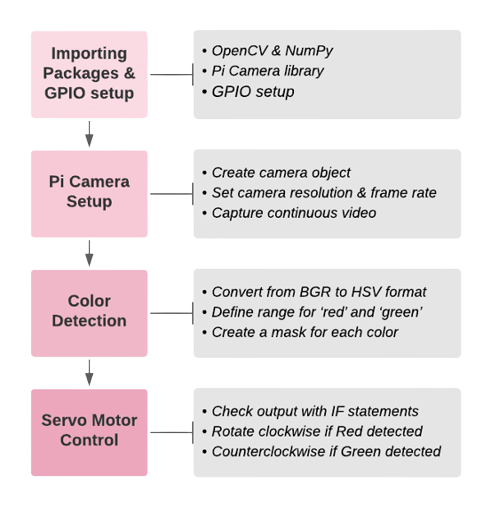 Importing
Packages &
GPIO setup
• OpenCV & NumPy
• Pi Camera library
• GPIO setup
Pi Camera
Setup
• Create camera object
• Set camera resolution & frame rate
• Capture continuous video
Color
Detection
• Convert from BGR to HSV format
• Define range for ‘red’ and ‘green’
• Create a mask for each color
Servo Motor
Control
• Check output with IF statements
• Rotate clockwise if Red detected
• Counterclockwise if Green detected